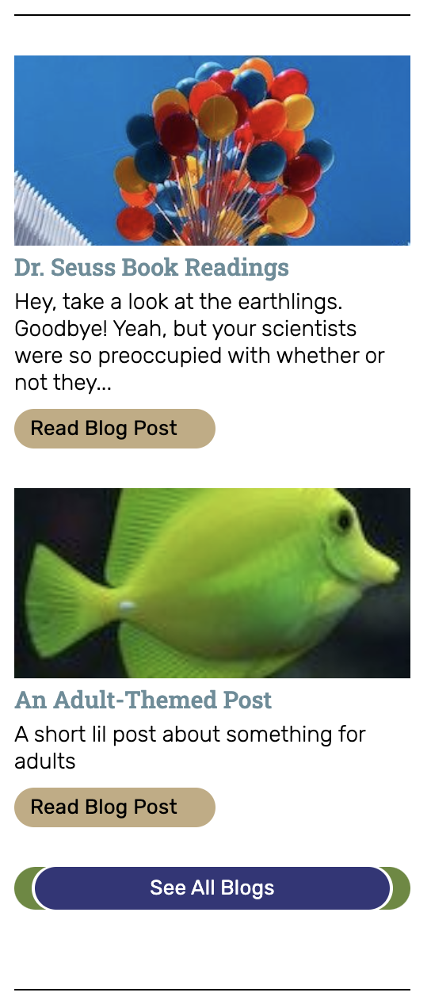 Dr. Seuss Book Readings
Hey, take a look at the earthlings.
Goodbye! Yeah, but your scientists
were so preoccupied with whether or
not they...
Read Blog Post
An Adult-Themed Post
A short lil post about something for
adults
Read Blog Post
See All Blogs